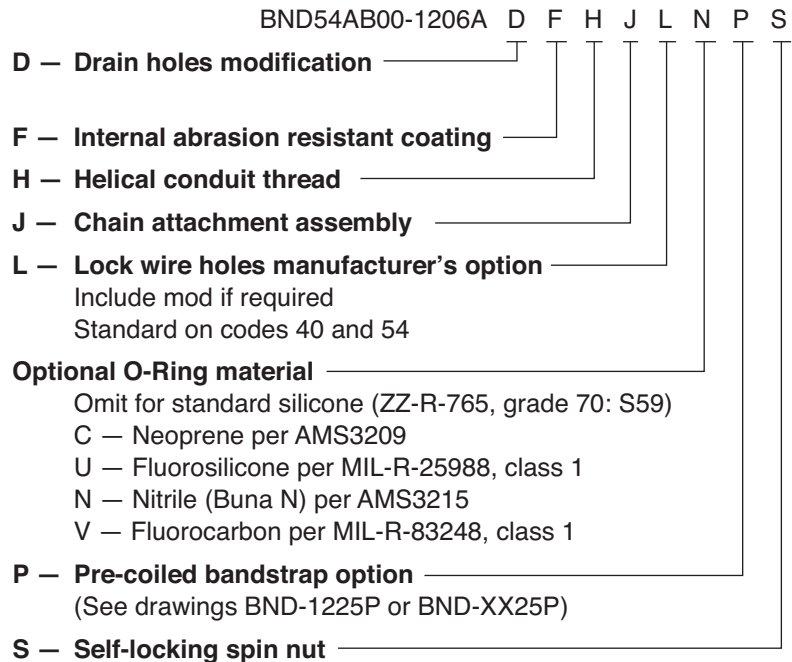 BND54AB00-1206A D F H J L N P S
D — Drain holes modification
F — Internal abrasion resistant coating
H — Helical conduit thread
J — Chain attachment assembly
L — Lock wire holes manufacturer's option
Include mod if required
Standard on codes 40 and 54
Optional O-Ring material
Omit for standard silicone (ZZ-R-765, grade 70: S59)
C — Neoprene per AMS3209
U — Fluorosilicone per MIL-R-25988, class 1
N — Nitrile (Buna N) per AMS3215
V — Fluorocarbon per MIL-R-83248, class 1
P — Pre-coiled bandstrap option
(See drawings BND-1225P or BND-XX25P)
S — Self-locking spin nut